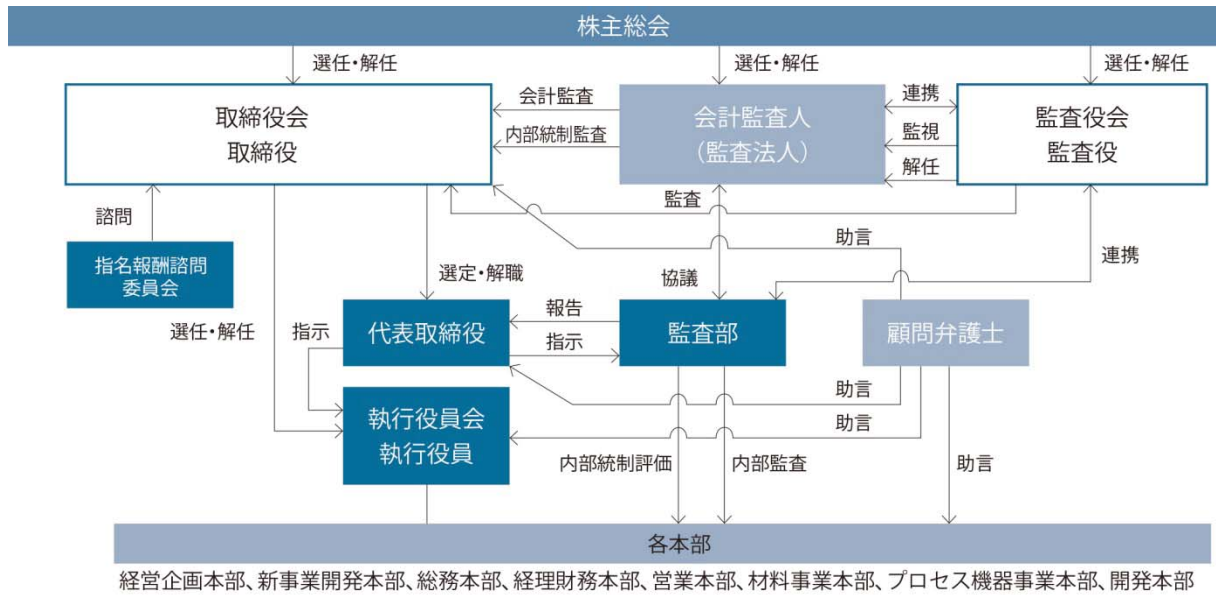 株主総会
選任・解任
選任・解任
選任・解任
取締役会
取締役
会計監査
内部統制監査
会計監査人
（監査法人）
連携
監視
解任
監査役会
監査役
諮問
監査
助言
連携
指名報酬諮問
委員会
選定・解職
協議
選任・解任
指示
代表取締役
報告
指示
監査部
顧問弁護士
助言
執行役員会
執行役員
助言
内部統制評価
内部監査
助言
各本部
経営企画本部、新事業開発本部、総務本部、経理財務本部、営業本部、材料事業本部、プロセス機器事業本部、開発本部